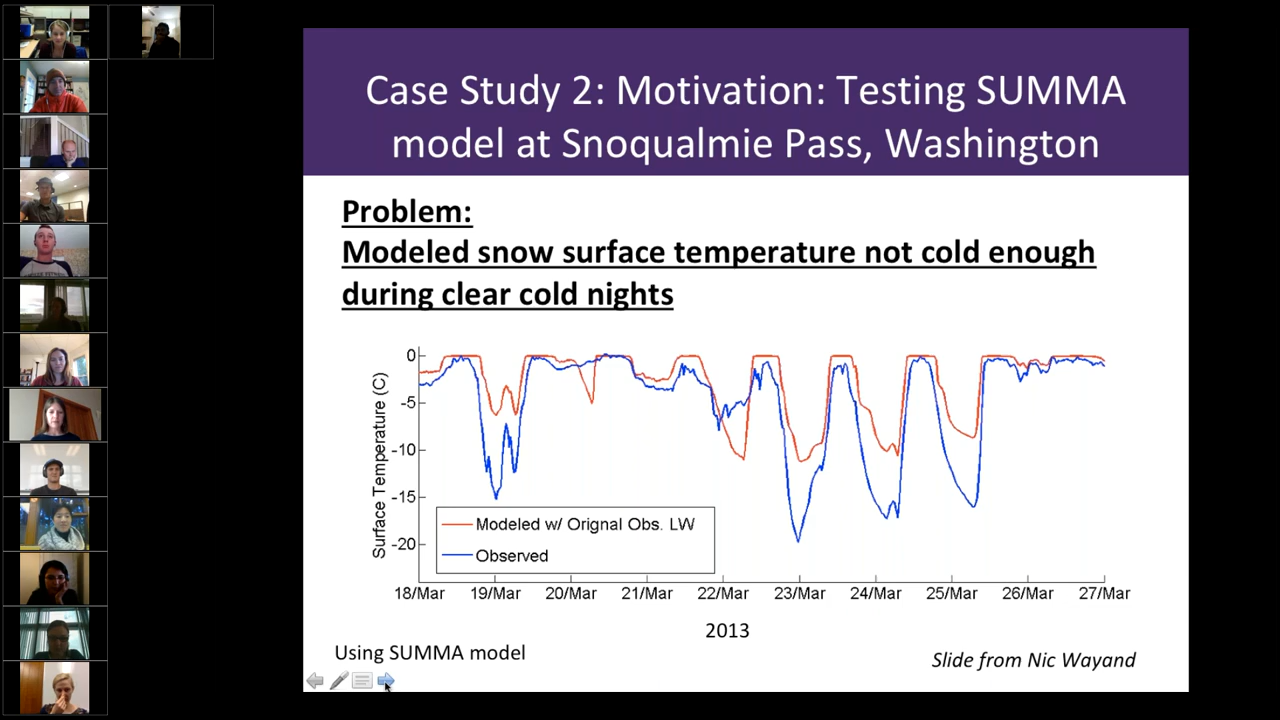 Case Study 2: Motivation: Testing SUMMA
model at Snoqualmie Pass, Washington
Problem:
Modeled snow surface temperature not cold enough
during clear cold nights
Surface Temperature (C)
0
-5
-10
-15
-20
Modeled w/ Orignal Obs. LW
Observed
18/Mar 19/Mar 20/Mar 21/Mar 22/Mar 23/Mar 24/Mar 25/Mar 26/Mar 27/Mar
2013
Using SUMMA model
Slide from Nic Wayand